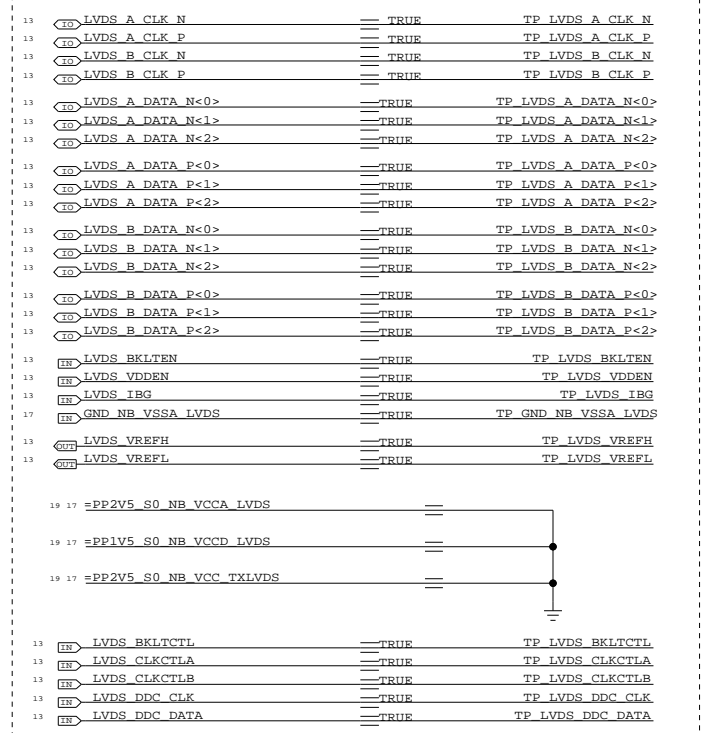 13 IO LVDS_A_CLK_N TRUE TP_LVDS_A_CLK_N
13 IO LVDS_A_CLK_P TRUE TP_LVDS_A_CLK_P
13 IO LVDS_B_CLK_N TRUE TP_LVDS_B_CLK_N
13 IO LVDS_B_CLK_P TRUE TP_LVDS_B_CLK_P
13 IO LVDS_A_DATA_N<0> TRUE TP_LVDS_A_DATA_N<0>
13 IO LVDS_A_DATA_N<1> TRUE TP_LVDS_A_DATA_N<1>
13 IO LVDS_A_DATA_N<2> TRUE TP_LVDS_A_DATA_N<2>
13 IO LVDS_A_DATA_P<0> TRUE TP_LVDS_A_DATA_P<0>
13 IO LVDS_A_DATA_P<1> TRUE TP_LVDS_A_DATA_P<1>
13 IO LVDS_A_DATA_P<2> TRUE TP_LVDS_A_DATA_P<2>
13 IO LVDS_B_DATA_N<0> TRUE TP_LVDS_B_DATA_N<0>
13 IO LVDS_B_DATA_N<1> TRUE TP_LVDS_B_DATA_N<1>
13 IO LVDS_B_DATA_N<2> TRUE TP_LVDS_B_DATA_N<2>
13 IO LVDS_B_DATA_P<0> TRUE TP_LVDS_B_DATA_P<0>
13 IO LVDS_B_DATA_P<1> TRUE TP_LVDS_B_DATA_P<1>
13 IO LVDS_B_DATA_P<2> TRUE TP_LVDS_B_DATA_P<2>
13 IN LVDS_BKLTEN TRUE TP_LVDS_BKLTEN
13 IN LVDS_VDDEN TRUE TP_LVDS_VDDEN
13 IN LVDS_IBG TRUE TP_LVDS_IBG
17 IN GND_NB_VSSA_LVDS TRUE TP_GND_NB_VSSA_LVDS
13 OUT LVDS_VREFH TRUE TP_LVDS_VREFH
13 OUT LVDS_VREFL TRUE TP_LVDS_VREFL
19 17 =PP2V5_S0_NB_VCCA_LVDS
19 17 =PP1V5_S0_NB_VCCD_LVDS
19 17 =PP2V5_S0_NB_VCC_TXLVDS
13 IN LVDS_BKLTCTL TRUE TP_LVDS_BKLTCTL
13 IN LVDS_CLKCTLA TRUE TP_LVDS_CLKCTLA
13 IN LVDS_CLKCTLB TRUE TP_LVDS_CLKCTLB
13 IN LVDS_DDC_CLK TRUE TP_LVDS_DDC_CLK
13 IN LVDS_DDC_DATA TRUE TP_LVDS_DDC_DATA